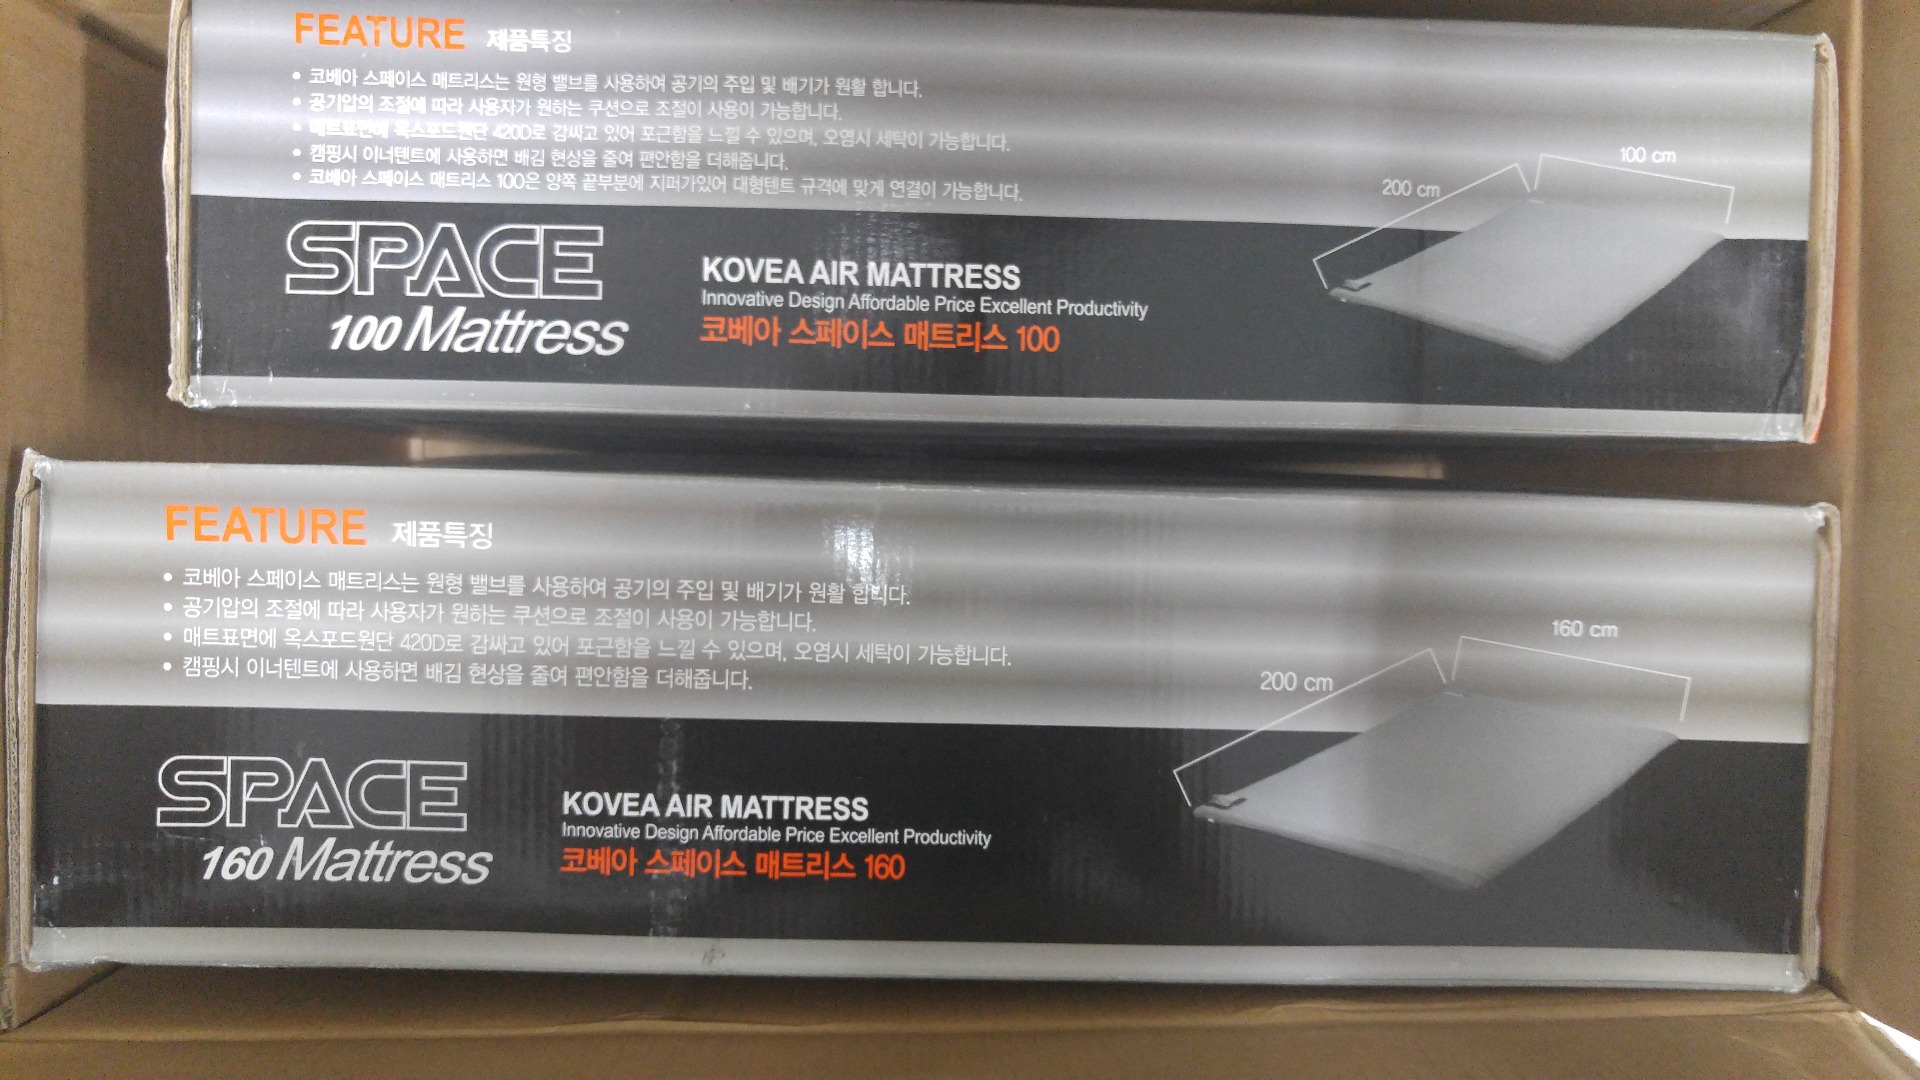 FEATURE 제품특징
• 코베아 스페이스 매트리스는 원형 밸브를 사용하여 공기의 주입 및 배기가 원활 합니다.
• 공기압의 조절에 따라 사용자가 원하는 쿠션으로 조절이 사용이 가능합니다.
• 매트표면에 옥스포드원단 420D로 감싸고 있어 포근함을 느낄 수 있으며, 오염시 세탁이 가능합니다.
• 캠핑시 이너텐트에 사용하면 배김 현상을 줄여 편안함을 더해줍니다.
• 코베아 스페이스 매트리스 100은 양쪽 끝부분에 지퍼가있어 대형텐트 규격에 맞게 연결이 가능합니다.
200 cm
100 cm
SPACE
100 Mattress
KOVEA AIR MATTRESS
Innovative Design Affordable Price Excellent Productivity
코베아 스페이스 매트리스 100
FEATURE 제품특징
• 코베아 스페이스 매트리스는 원형 밸브를 사용하여 공기의 주입 및 배기가 원활 합니다.
• 공기압의 조절에 따라 사용자가 원하는 쿠션으로 조절이 사용이 가능합니다.
• 매트표면에 옥스포드원단 420D로 감싸고 있어 포근함을 느낄 수 있으며, 오염시 세탁이 가능합니다.
• 캠핑시 이너텐트에 사용하면 배김 현상을 줄여 편안함을 더해줍니다.
200 cm
160 cm
SPACE
160 Mattress
KOVEA AIR MATTRESS
Innovative Design Affordable Price Excellent Productivity
코베아 스페이스 매트리스 160